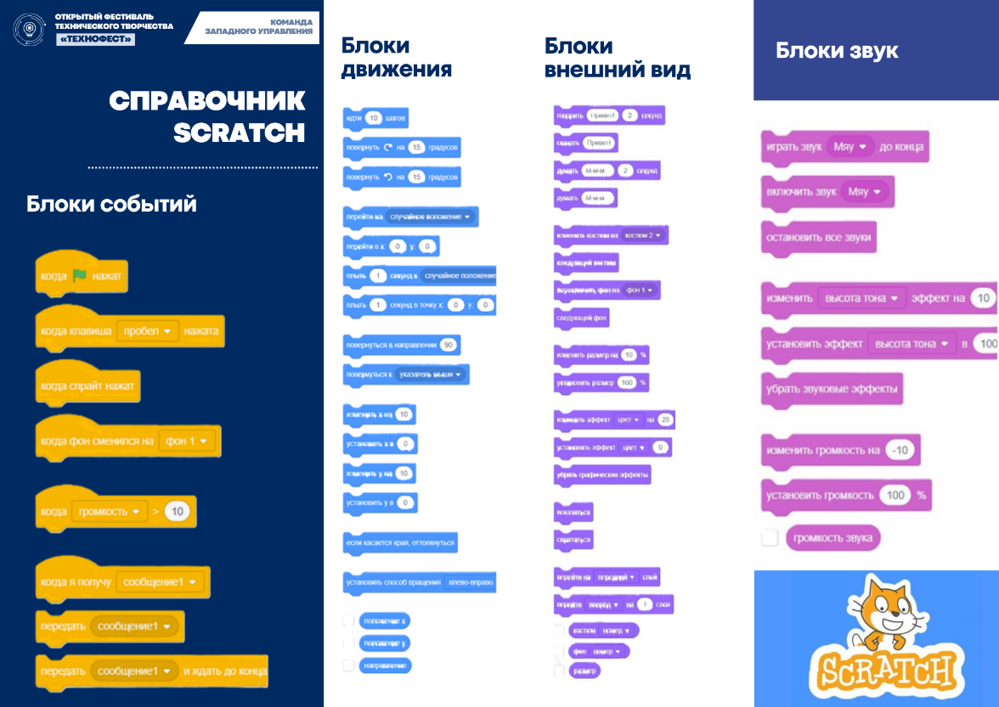 ОТКРЫТЫЙ ФЕСТИВАЛЬ
ТЕХНИЧЕСКОГО ТВОРЧЕСТВА
«ТЕХНОФЕСТ»
КОМАНДА
ЗАПАДНОГО УПРАВЛЕНИЯ
СПРАВОЧНИК
SCRATCH
Блоки событий
когда нажат
когда клавиша пробел нажата
когда спрайт нажат
когда фон сменился на фон 1
когда громкость > 10
когда я получу сообщение1
передать сообщение1
передать сообщение1 и ждать до конца
Блоки
движения
идти 10 шагов
повернуть на 15 градусов
повернуть на 15 градусов
перейти на случайное положение
перейти в x: 0 y: 0
плыть 1 секунд к случайное положение
плыть 1 секунд в точку x: 0 y: 0
повернуться в направлении 90
повернуться к указатель мыши
изменить x на 10
установить x в 0
изменить y на 10
установить y в 0
если касается края, оттолкнуться
установить способ вращения влево-вправо
положение x
положение y
направление
Блоки
внешний вид
говорить Привет! 2 секунд
сказать Привет!
думать М-м-м 2 секунд
думать М-м-м
изменить костюм на костюм 2
следующий костюм
переключить фон на фон 1
следующий фон
изменить размер на 10 %
установить размер 100 %
изменить эффект цвет на 25
установить эффект цвет 0
убрать графические эффекты
показаться
спрятаться
перейти на передний слой
перейти вперёд на 1 слоя
костюм номер
фон номер
размер
Блоки звук
играть звук Мяу до конца
включить звук Мяу
остановить все звуки
изменить высота тона эффект на 10
установить эффект высота тона в 100
убрать звуковые эффекты
изменить громкость на -10
установить громкость 100 %
громкость звука
SCRATCH